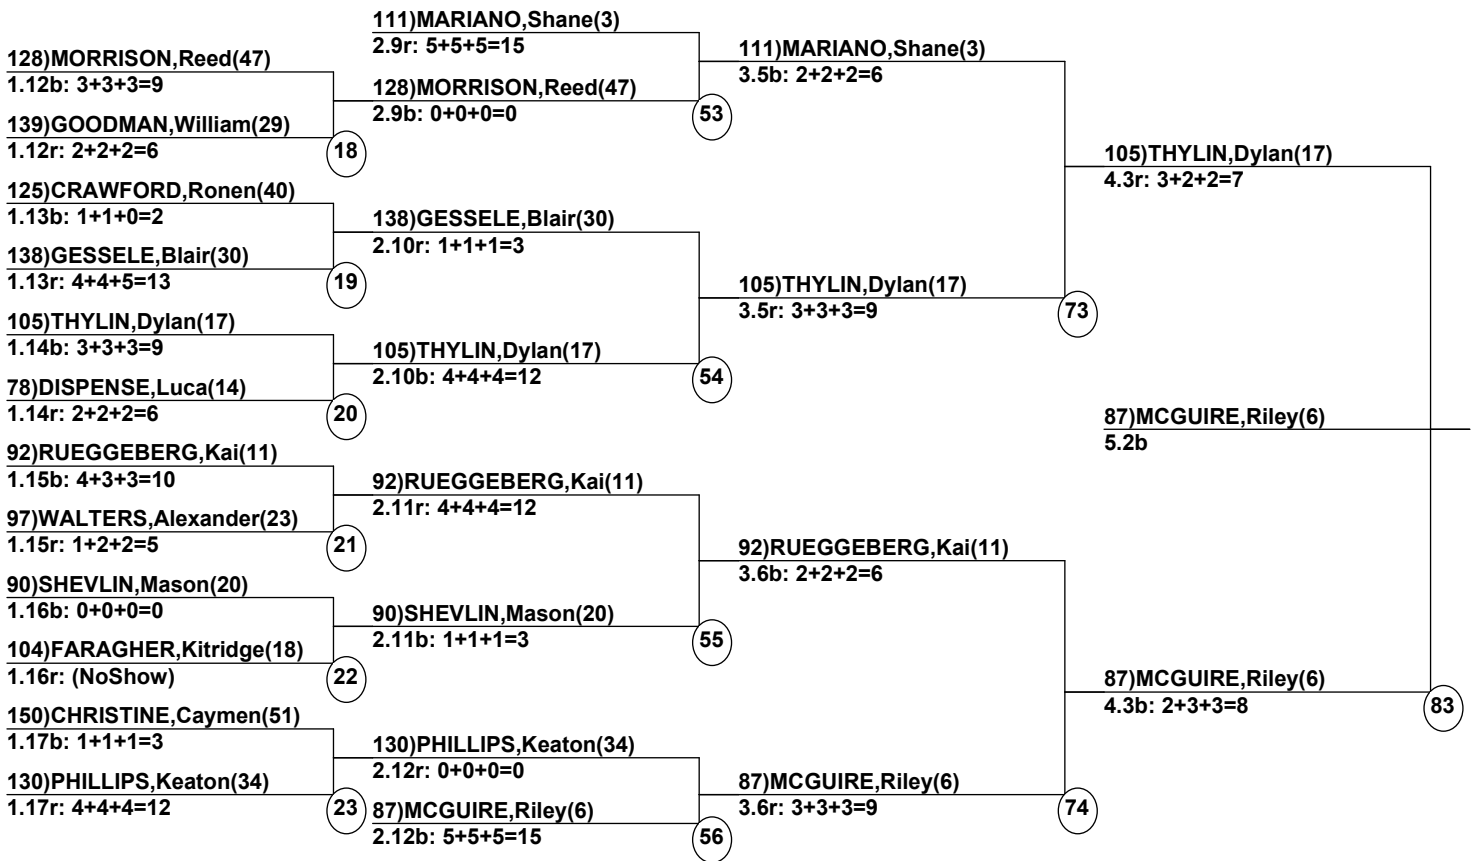 128)MORRISON,Reed(47)
1.12b: 3+3+3=9
139)GOODMAN,William(29)
1.12r: 2+2+2=6
18
125)CRAWFORD,Ronen(40)
1.13b: 1+1+0=2
138)GESSELE,Blair(30)
1.13r: 4+4+5=13
19
105)THYLIN,Dylan(17)
1.14b: 3+3+3=9
78)DISPENSE,Luca(14)
1.14r: 2+2+2=6
20
92)RUEGGEBERG,Kai(11)
1.15b: 4+3+3=10
97)WALTERS,Alexander(23)
1.15r: 1+2+2=5
21
90)SHEVLIN,Mason(20)
1.16b: 0+0+0=0
104)FARAGHER,Kitridge(18)
1.16r: (NoShow)
22
150)CHRISTINE,Caymen(51)
1.17b: 1+1+1=3
130)PHILLIPS,Keaton(34)
1.17r: 4+4+4=12
23
111)MARIANO,Shane(3)
2.9r: 5+5+5=15
128)MORRISON,Reed(47)
2.9b: 0+0+0=0
53
138)GESSELE,Blair(30)
2.10r: 1+1+1=3
105)THYLIN,Dylan(17)
2.10b: 4+4+4=12
54
92)RUEGGEBERG,Kai(11)
2.11r: 4+4+4=12
90)SHEVLIN,Mason(20)
2.11b: 1+1+1=3
55
130)PHILLIPS,Keaton(34)
2.12r: 0+0+0=0
87)MCGUIRE,Riley(6)
2.12b: 5+5+5=15
56
111)MARIANO,Shane(3)
3.5b: 2+2+2=6
105)THYLIN,Dylan(17)
3.5r: 3+3+3=9
73
92)RUEGGEBERG,Kai(11)
3.6b: 2+2+2=6
87)MCGUIRE,Riley(6)
3.6r: 3+3+3=9
74
105)THYLIN,Dylan(17)
4.3r: 3+2+2=7
87)MCGUIRE,Riley(6)
5.2b
87)MCGUIRE,Riley(6)
4.3b: 2+3+3=8
83